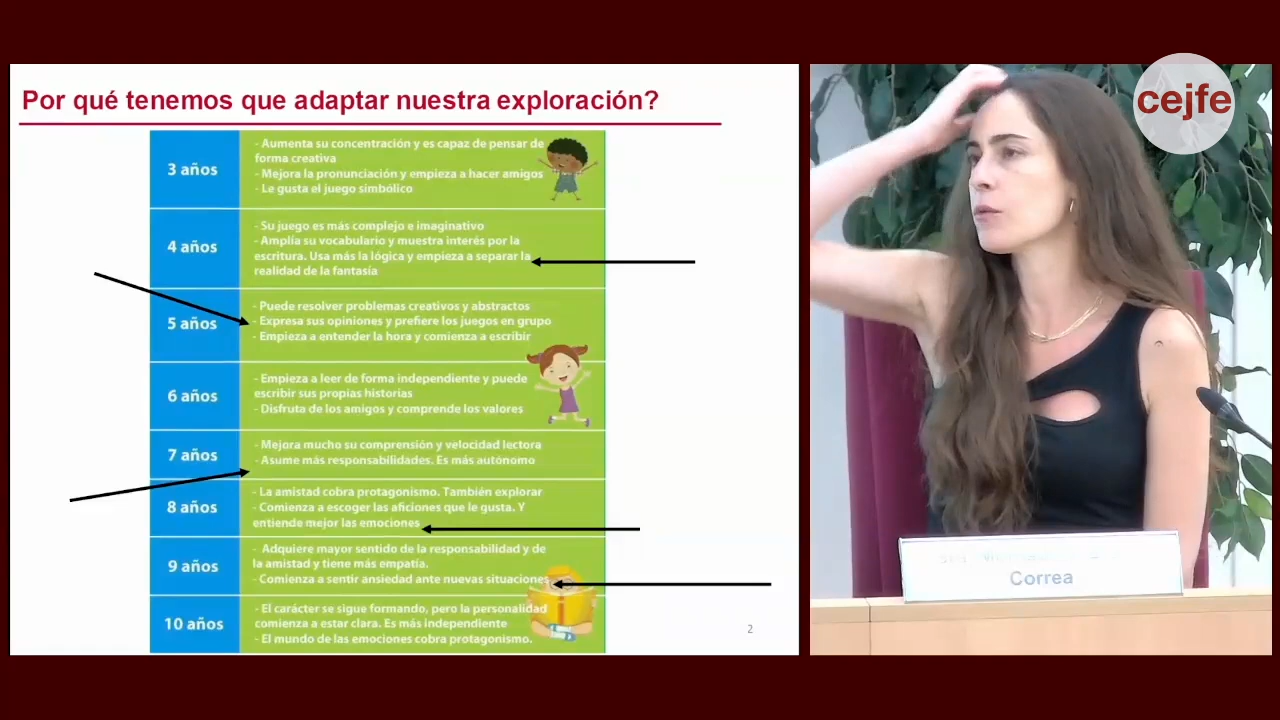 Por qué tenemos que adaptar nuestra exploración?
3 años
- Aumenta su concentración y es capaz de pensar de
forma creativa
- Mejora la pronunciación y empieza a hacer amigos
- Le gusta el juego simbólico
4 años
- Su juego es más complejo e imaginativo
- Amplía su vocabulario y muestra interés por la
escritura. Usa más la lógica y empieza a separar la
realidad de la fantasía
5 años
- Puede resolver problemas creativos y abstractos
- Expresa sus opiniones y prefiere los juegos en grupo
- Empieza a entender la hora y comienza a escribir
6 años
- Empieza a leer de forma independiente y puede
escribir sus propias historias
- Disfruta de los amigos y comprende los valores
7 años
- Mejora mucho su comprensión y velocidad lectora
- Asume más responsabilidades. Es más autónomo
8 años
- La amistad cobra protagonismo. También explorar
- Comienza a escoger las aficiones que le gusta. Y
entiende mejor las emociones
9 años
- Adquiere mayor sentido de la responsabilidad y de
la amistad y tiene más empatía.
- Comienza a sentir ansiedad ante nuevas situaciones
10 años
- El carácter se sigue formando, pero la personalidad
comienza a estar clara. Es más independiente
- El mundo de las emociones cobra protagonismo.
2
cejfe
Correa